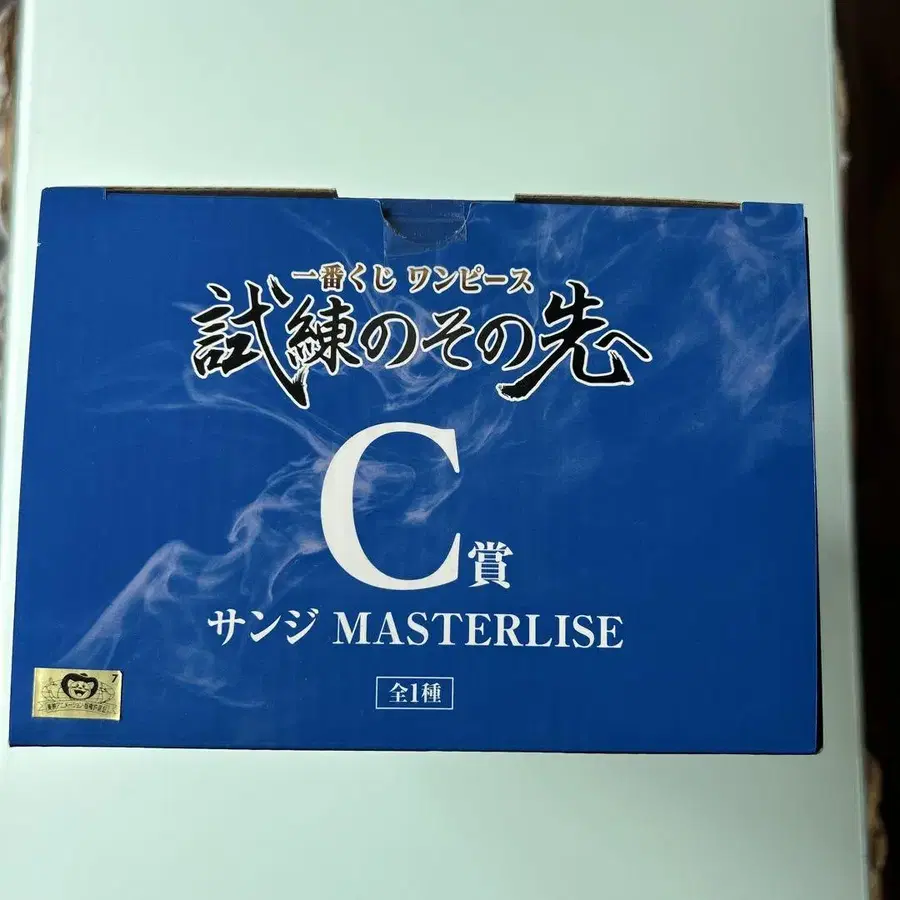 一番くじ ワンピース
試練のその先へ
C賞
サンジ MASTERLISE
全1種
7